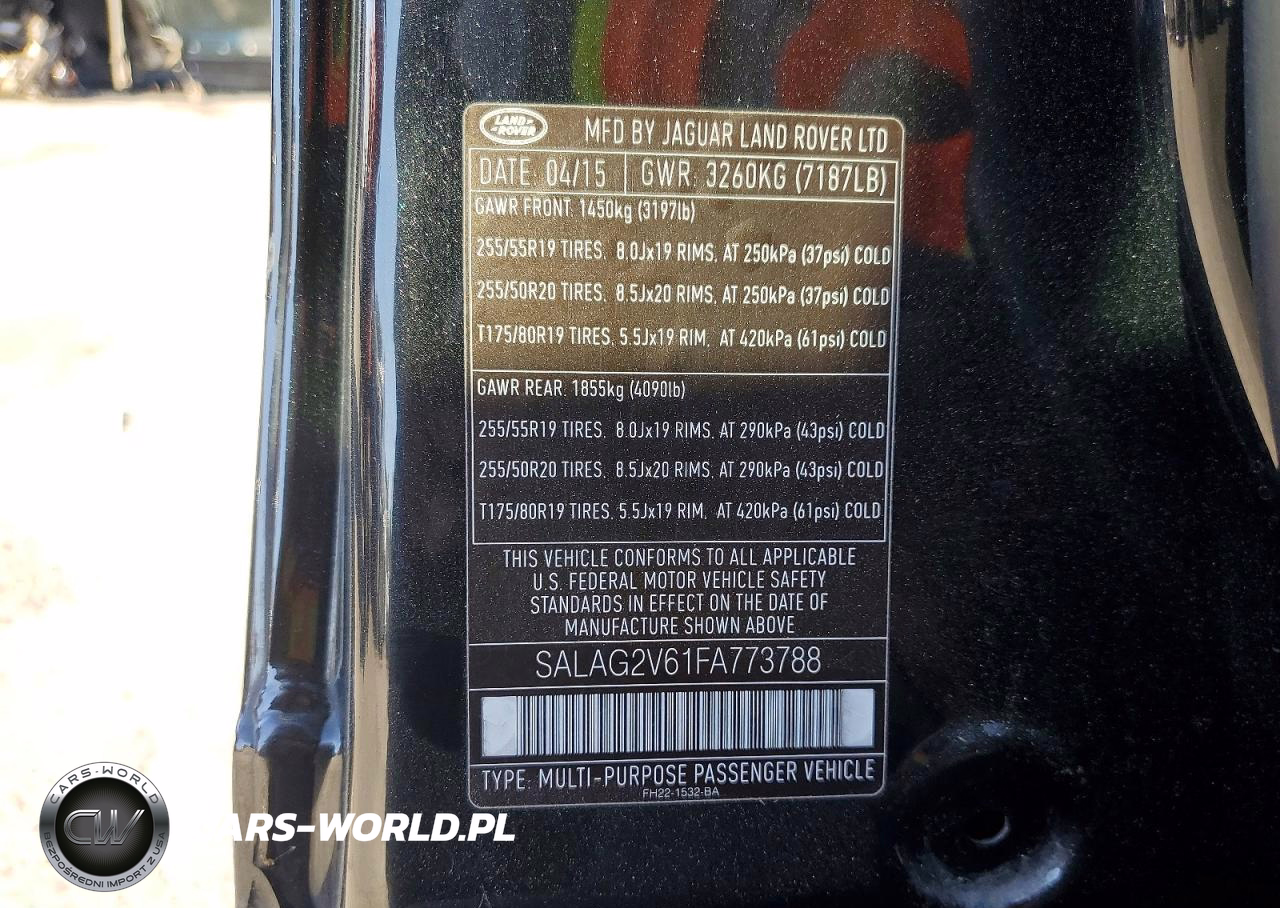 LAND ROVER
MFD BY JAGUAR LAND ROVER LTD
DATE: 04/15 GWR: 3260KG (7187LB)
GAWR FRONT: 1450kg (3197lb)
255/55R19 TIRES, 8.0Jx19 RIMS, AT 250kPa (37psi) COLD
255/50R20 TIRES, 8.5Jx20 RIMS, AT 250kPa (37psi) COLD
T175/80R19 TIRES, 5.5Jx19 RIM, AT 420kPa (61psi) COLD
GAWR REAR: 1855kg (4090lb)
255/55R19 TIRES, 8.0Jx19 RIMS, AT 290kPa (43psi) COLD
255/50R20 TIRES, 8.5Jx20 RIMS, AT 290kPa (43psi) COLD
T175/80R19 TIRES, 5.5Jx19 RIM, AT 420kPa (61psi) COLD
THIS VEHICLE CONFORMS TO ALL APPLICABLE
U.S. FEDERAL MOTOR VEHICLE SAFETY
STANDARDS IN EFFECT ON THE DATE OF
MANUFACTURE SHOWN ABOVE
SALAG2V61FA773788
TYPE: MULTI-PURPOSE PASSENGER VEHICLE
FH22-1532-BA
CARS-WORLD
CW
BEZPOŚREDNI IMPORT Z USA
CARS-WORLD.PL